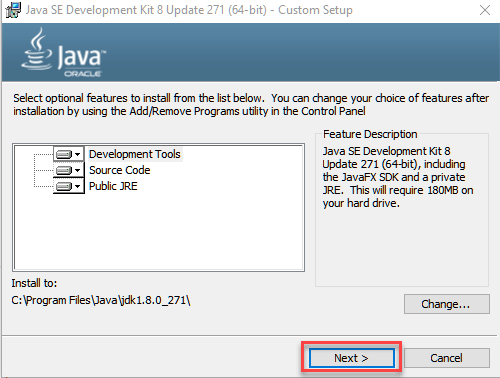 Java SE Development Kit 8 Update 271 (64-bit) - Custom Setup
Java
ORACLE
Select optional features to install from the list below. You can change your choice of features after
installation by using the Add/Remove Programs utility in the Control Panel
Development Tools
Source Code
Public JRE
Feature Description
Java SE Development Kit 8
Update 271 (64-bit), including
the JavaFX SDK and a private
JRE. This will require 180MB on
your hard drive.
Install to:
C:\Program Files\Java\jdk1.8.0_271\
Change...
Next >
Cancel